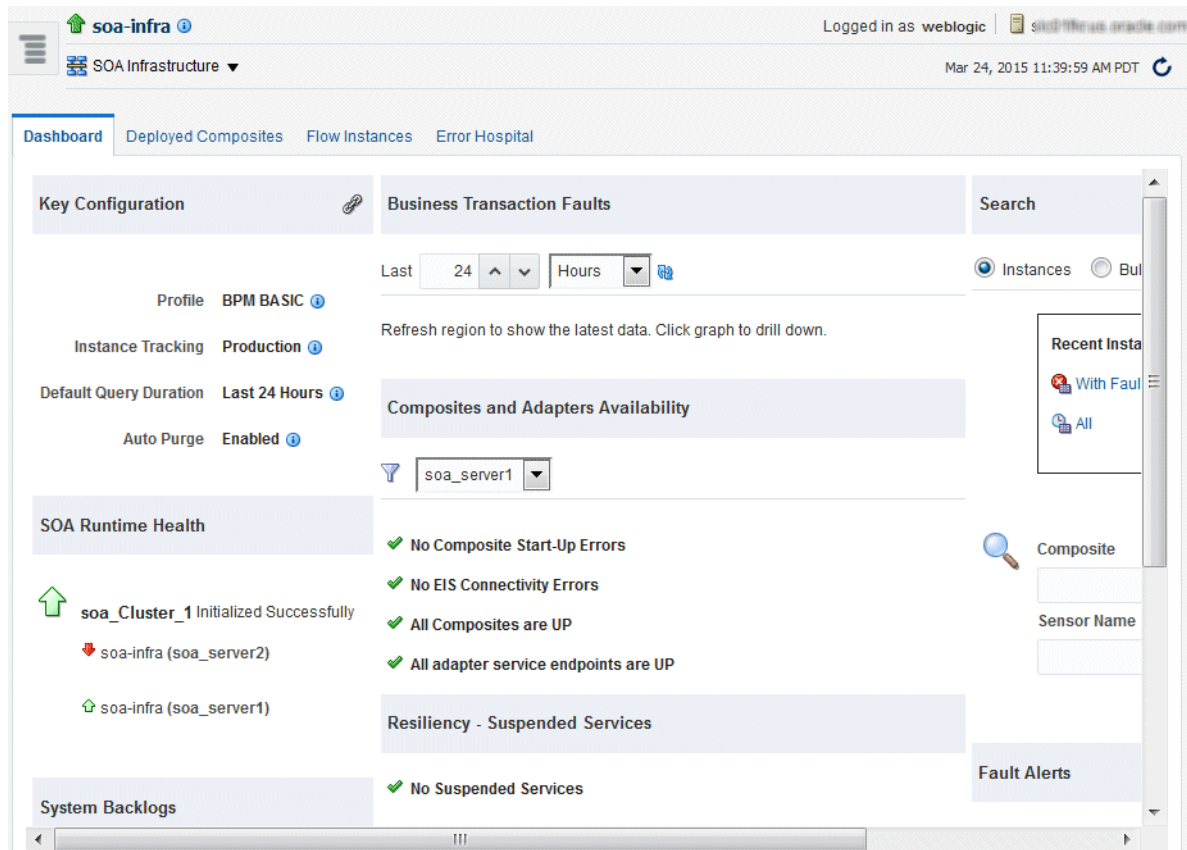 soa-infra
Logged in as weblogic
SOA Infrastructure
Mar 24, 2015 11:39:59 AM PDT
Dashboard Deployed Composites Flow Instances Error Hospital
Key Configuration
Profile BPM BASIC
Instance Tracking Production
Default Query Duration Last 24 Hours
Auto Purge Enabled
SOA Runtime Health
soa_Cluster_1 Initialized Successfully
soa-infra (soa_server2)
soa-infra (soa_server1)
System Backlogs
Business Transaction Faults
Last 24 Hours
Refresh region to show the latest data. Click graph to drill down.
Composites and Adapters Availability
soa_server1
No Composite Start-Up Errors
No EIS Connectivity Errors
All Composites are UP
All adapter service endpoints are UP
Resiliency - Suspended Services
No Suspended Services
Search
Instances Bul
Recent Insta
With Faul
All
Composite
Sensor Name
Fault Alerts